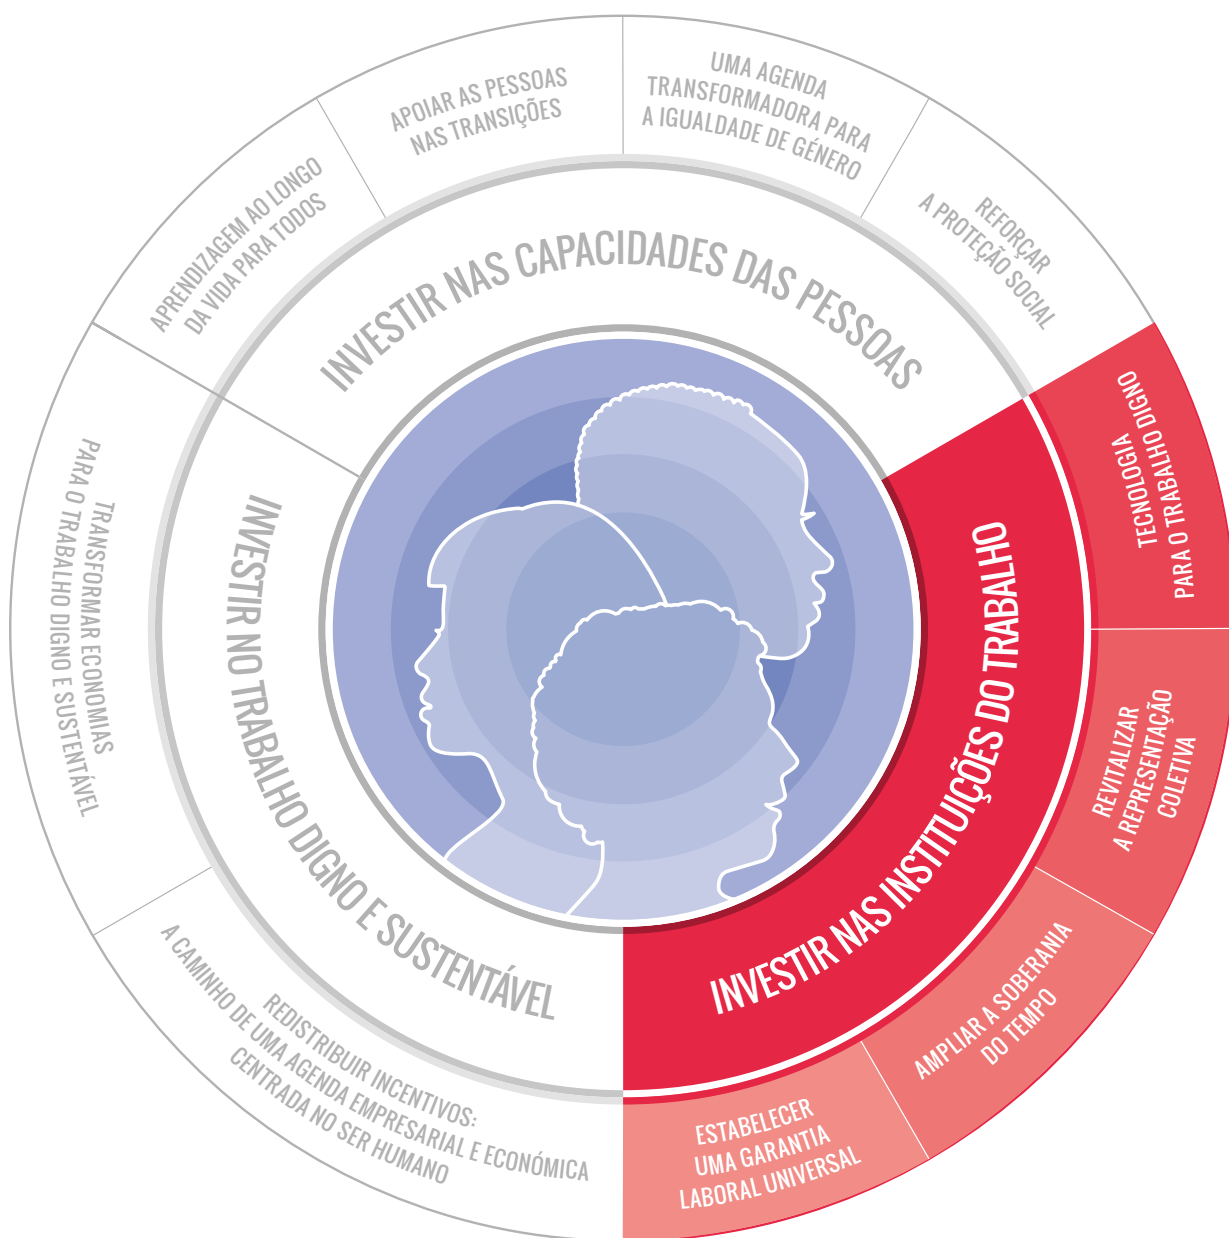 INVESTIR NAS CAPACIDADES DAS PESSOAS
APRENDIZAGEM AO LONGO
DA VIDA PARA TODOS
APOIAR AS PESSOAS
NAS TRANSIÇÕES
UMA AGENDA
TRANSFORMADORA PARA
A IGUALDADE DE GÉNERO
REFORÇAR
A PROTEÇÃO SOCIAL
INVESTIR NAS INSTITUIÇÕES DO TRABALHO
TECNOLOGIA
PARA O TRABALHO DIGNO
REVITALIZAR
A REPRESENTAÇÃO
COLETIVA
AMPLIAR A SOBERANIA
DO TEMPO
ESTABELECER
UMA GARANTIA
LABORAL UNIVERSAL
INVESTIR NO TRABALHO DIGNO E SUSTENTÁVEL
TRANSFORMAR ECONOMIAS
PARA O TRABALHO DIGNO E SUSTENTÁVEL
REDISTRIBUIR INCENTIVOS:
A CAMINHO DE UMA AGENDA EMPRESARIAL E ECONÓMICA
CENTRADA NO SER HUMANO